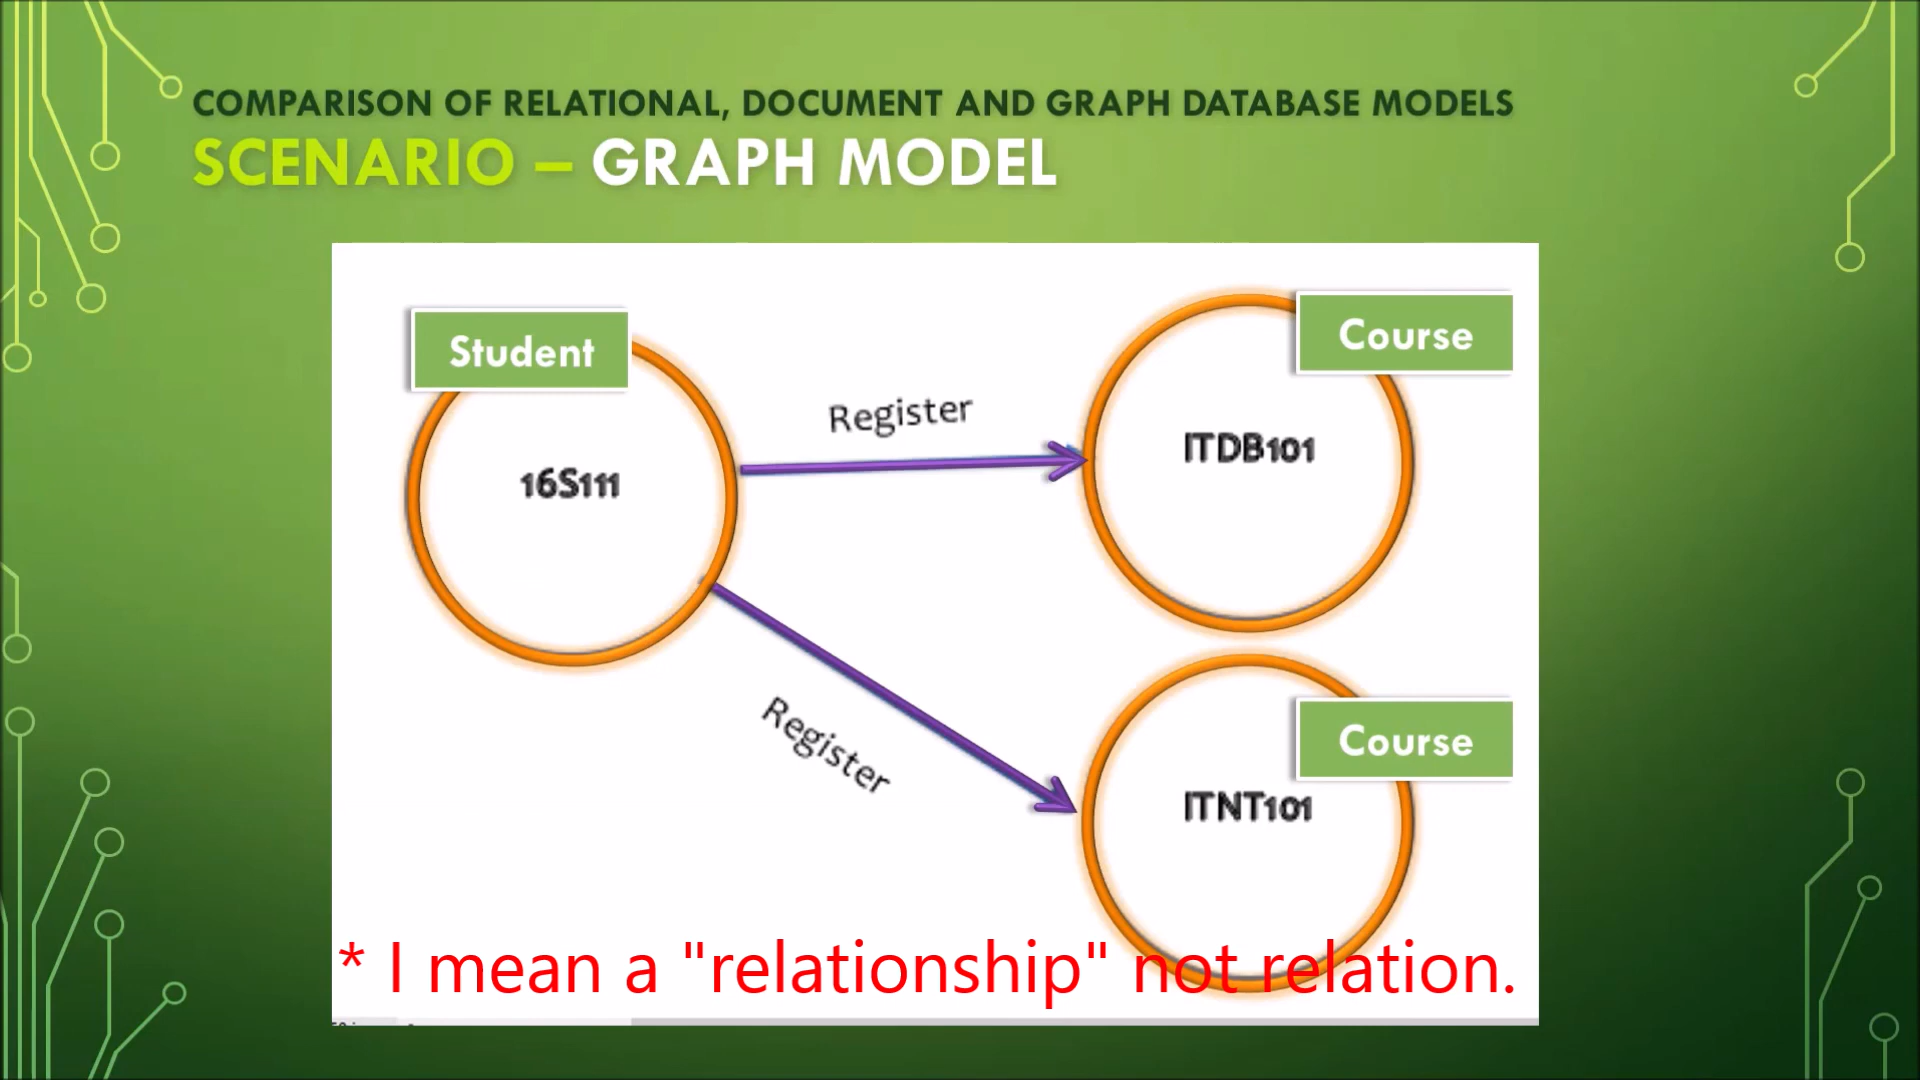 COMPARISON OF RELATIONAL, DOCUMENT AND GRAPH DATABASE MODELS
SCENARIO – GRAPH MODEL
Student
Course
Register
16S111
ITDB101
Register
Course
ITNT101
* I mean a "relationship" not relation.